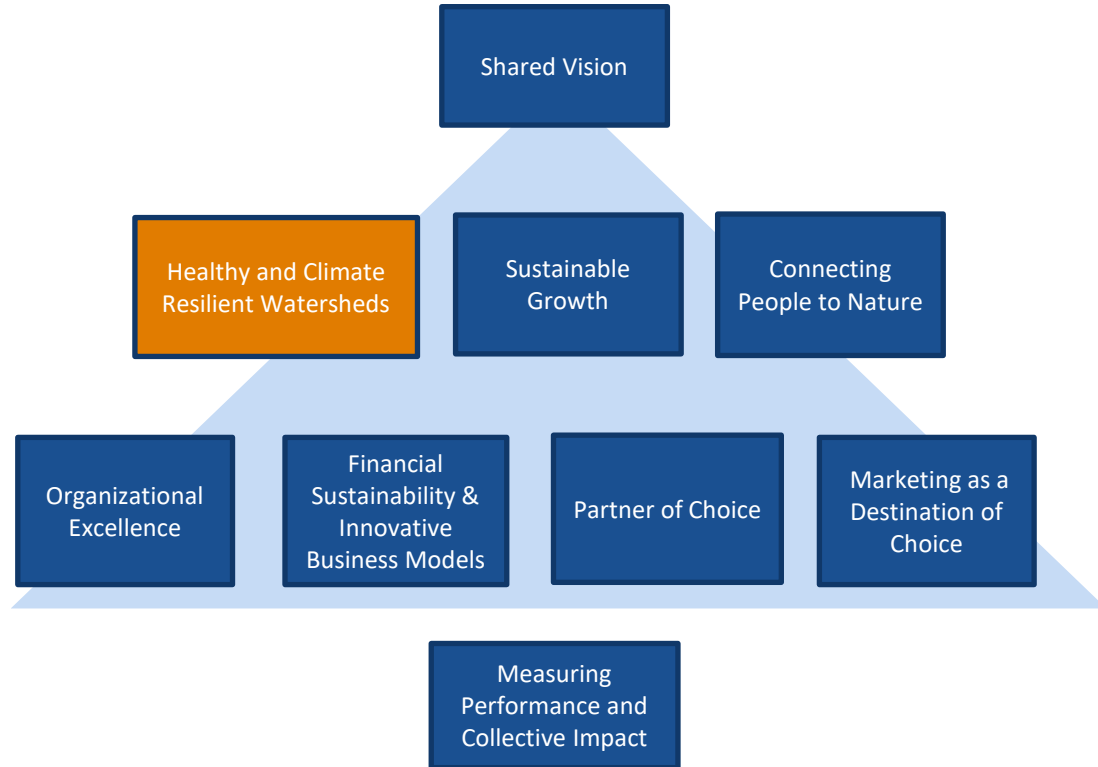 Shared Vision
Healthy and Climate
Resilient Watersheds
Sustainable
Growth
Connecting
People to Nature
Organizational
Excellence
Financial
Sustainability &
Innovative
Business Models
Partner of Choice
Marketing as a
Destination of
Choice
Measuring
Performance and
Collective Impact